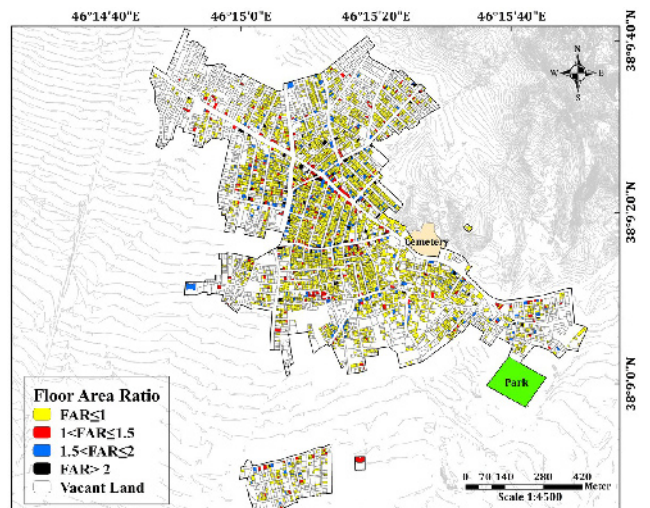 46°14'40"E 46°15'0"E 46°15'20"E 46°15'40"E
38°9'40"N
N
W E
S
38°9'20"N
Cemetery
38°9'0"N
Park
Floor Area Ratio
FAR≤1
1<FAR≤1.5
1.5<FAR≤2
FAR> 2
Vacant Land
0 70 140 280 420
Meter
Scale 1:4500